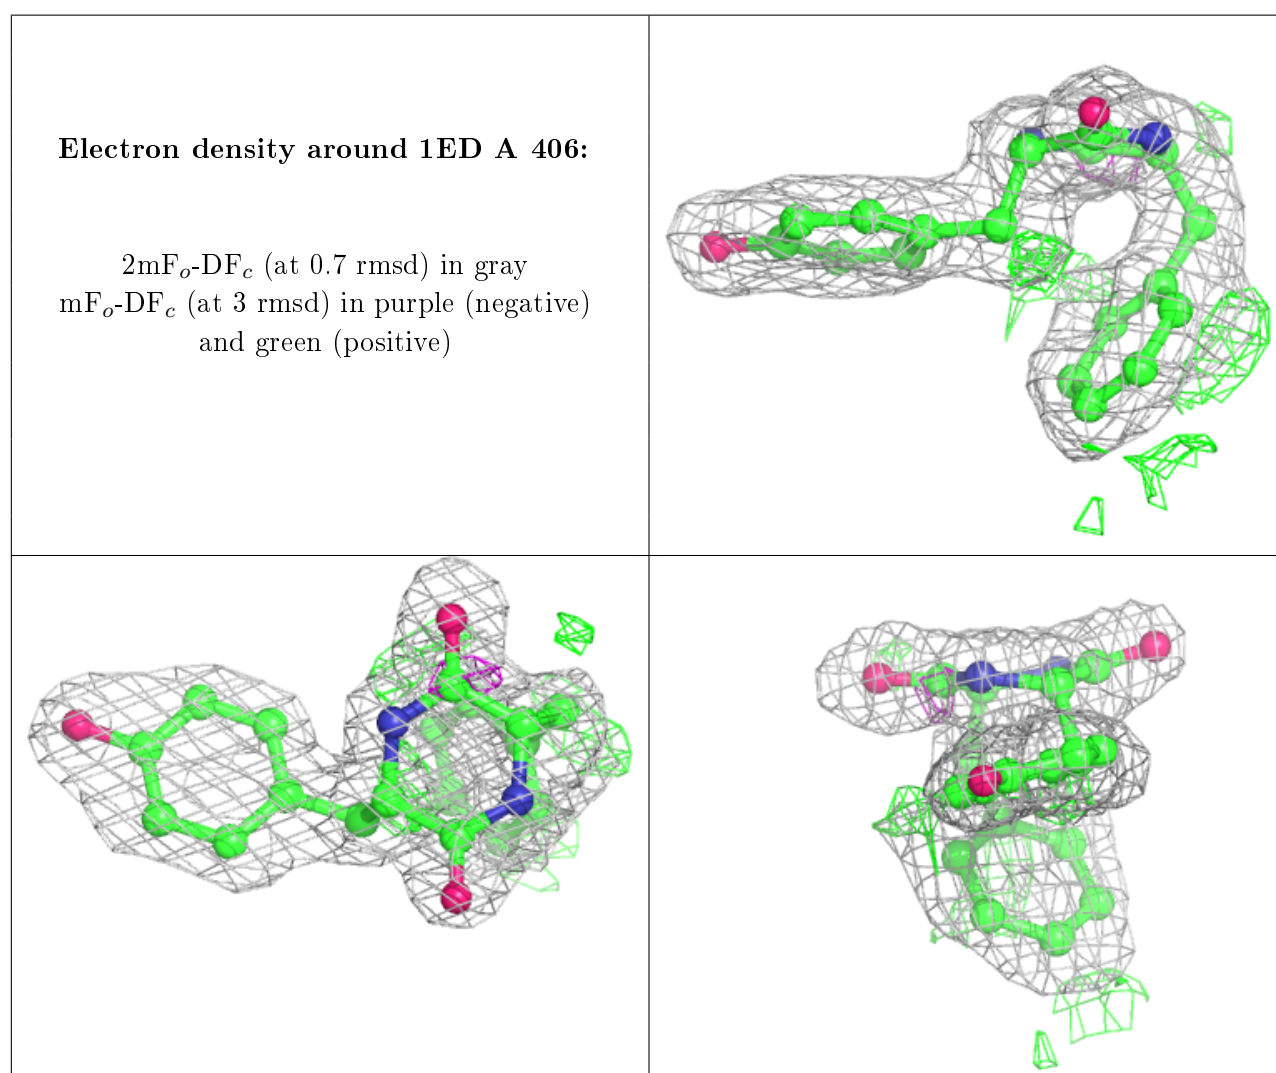 Electron density around 1ED A 406:
2mFo-DFc (at 0.7 rmsd) in gray
mFo-DFc (at 3 rmsd) in purple (negative)
and green (positive)